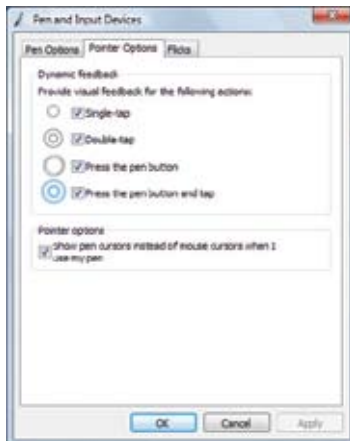 Pen and Input Devices
Pen Options Pointer Options Flicks
Dynamic feedback
Provide visual feedback for the following actions:
Single-tap
Double-tap
Press the pen button
Press the pen button and tap
Pointer options
Show pen cursors instead of mouse cursors when I
use my pen
OK Cancel Apply